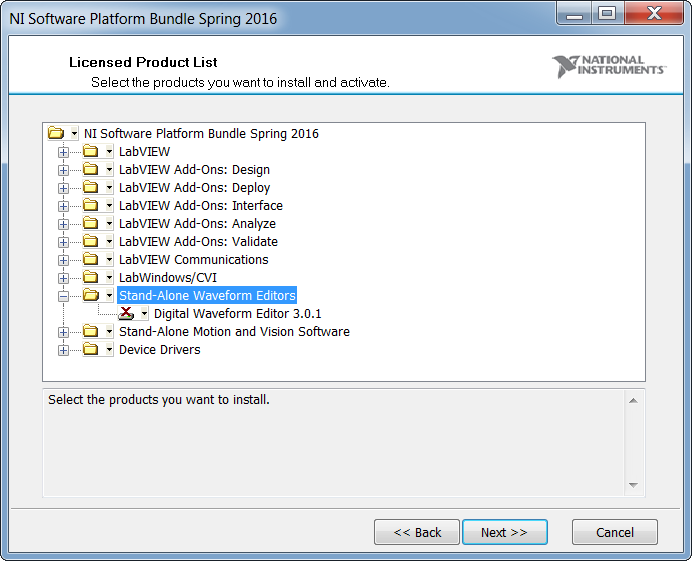 NI Software Platform Bundle Spring 2016
Licensed Product List
Select the products you want to install and activate.
NATIONAL
INSTRUMENTS™
NI Software Platform Bundle Spring 2016
LabVIEW
LabVIEW Add-Ons: Design
LabVIEW Add-Ons: Deploy
LabVIEW Add-Ons: Interface
LabVIEW Add-Ons: Analyze
LabVIEW Add-Ons: Validate
LabVIEW Communications
LabWindows/CVI
Stand-Alone Waveform Editors
Digital Waveform Editor 3.0.1
Stand-Alone Motion and Vision Software
Device Drivers
Select the products you want to install.
<< Back
Next >>
Cancel